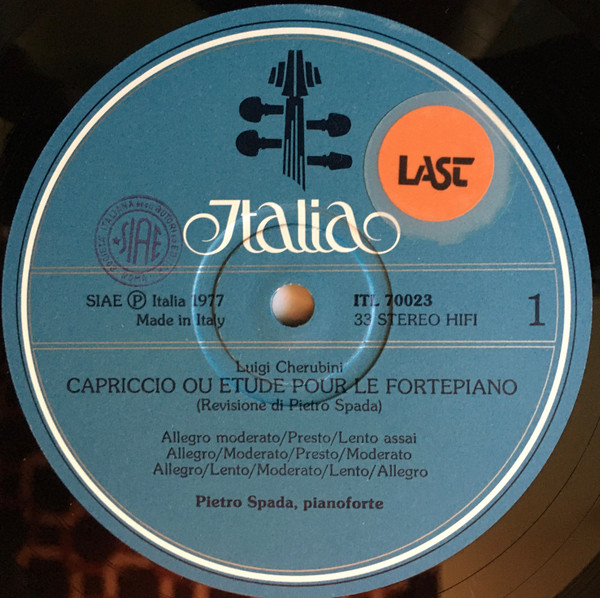 LAST
Italia
SIAE
SIAE Ⓟ Italia 1977
Made in Italy
ITL 70023
33 STEREO HIFI
1
Luigi Cherubini
CAPRICCIO OU ETUDE POUR LE FORTEPIANO
(Revisione di Pietro Spada)
Allegro moderato/Presto/Lento assai
Allegro/Moderato/Presto/Moderato
Allegro/Lento/Moderato/Lento/Allegro
Pietro Spada, pianoforte